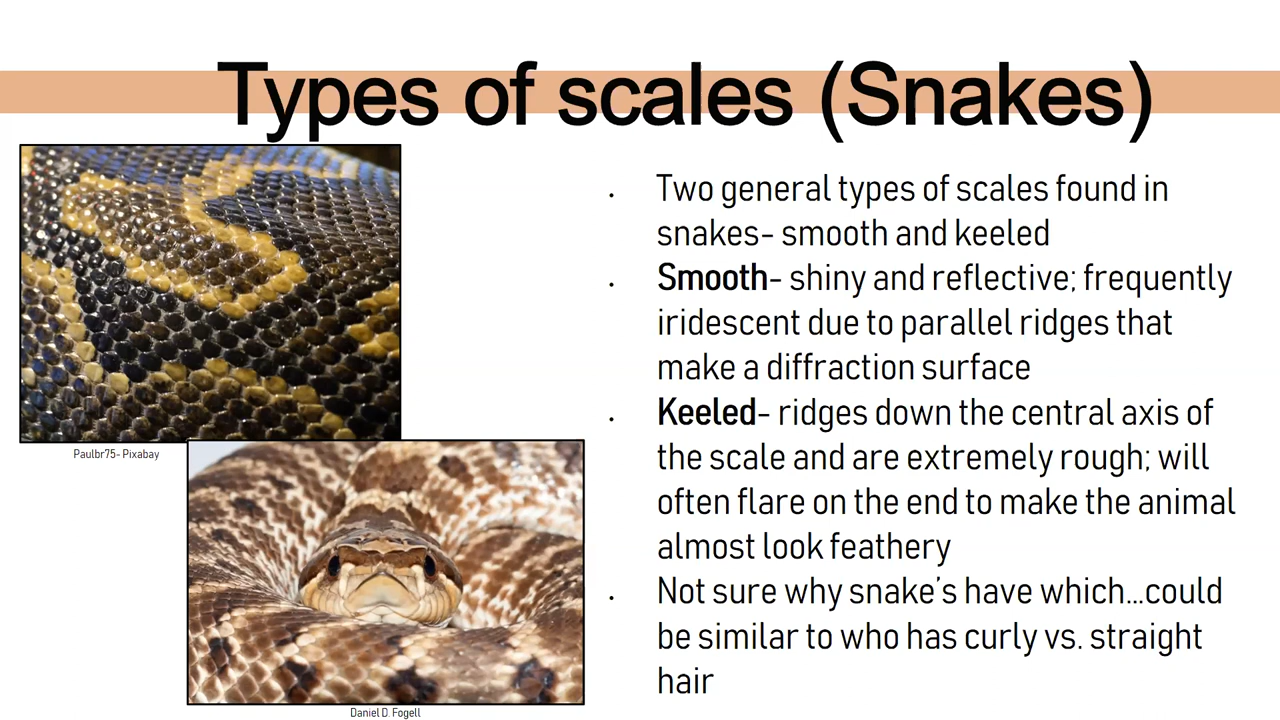 Types of scales (Snakes)
Paulbr75- Pixabay
Daniel D. Fogell
• Two general types of scales found in
snakes- smooth and keeled
• Smooth- shiny and reflective; frequently
iridescent due to parallel ridges that
make a diffraction surface
• Keeled- ridges down the central axis of
the scale and are extremely rough; will
often flare on the end to make the animal
almost look feathery
• Not sure why snake’s have which...could
be similar to who has curly vs. straight
hair